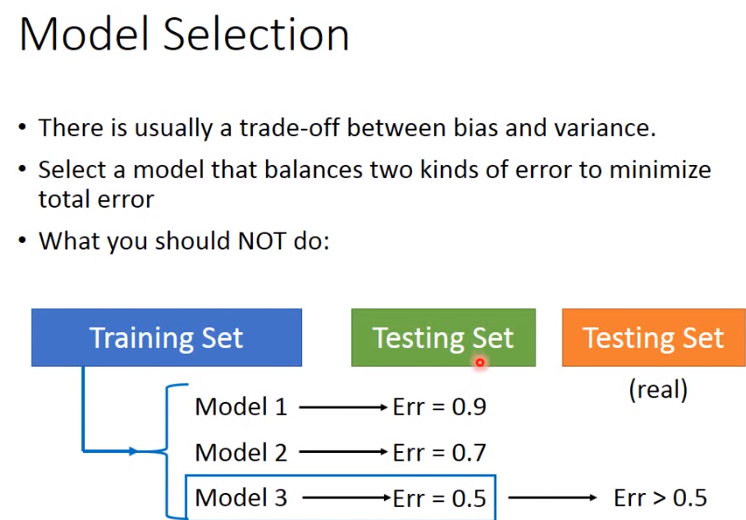 Model Selection
• There is usually a trade-off between bias and variance.
• Select a model that balances two kinds of error to minimize
total error
• What you should NOT do:
Training Set Testing Set Testing Set
(real)
Model 1 Err = 0.9
Model 2 Err = 0.7
Model 3 Err = 0.5 Err > 0.5